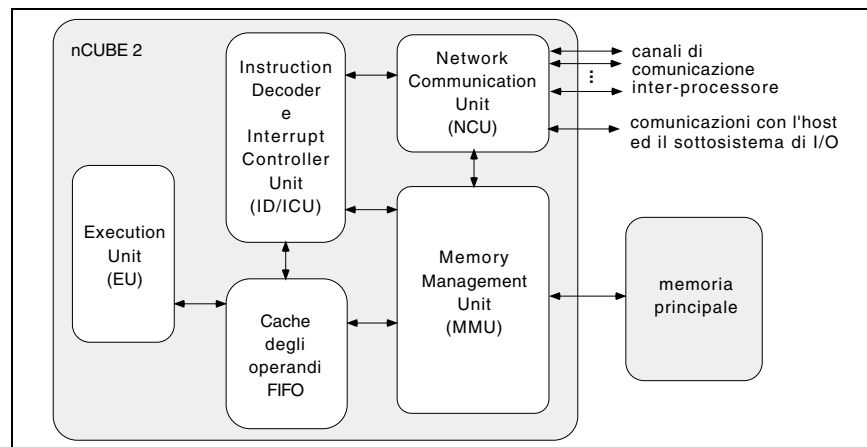 nCUBE 2
Instruction
Decoder
e
Interrupt
Controller
Unit
(ID/ICU)
Network
Communication
Unit
(NCU)
canali di
comunicazione
inter-processore
comunicazioni con l'host
ed il sottosistema di I/O
Execution
Unit
(EU)
Cache
degli
operandi
FIFO
Memory
Management
Unit
(MMU)
memoria
principale